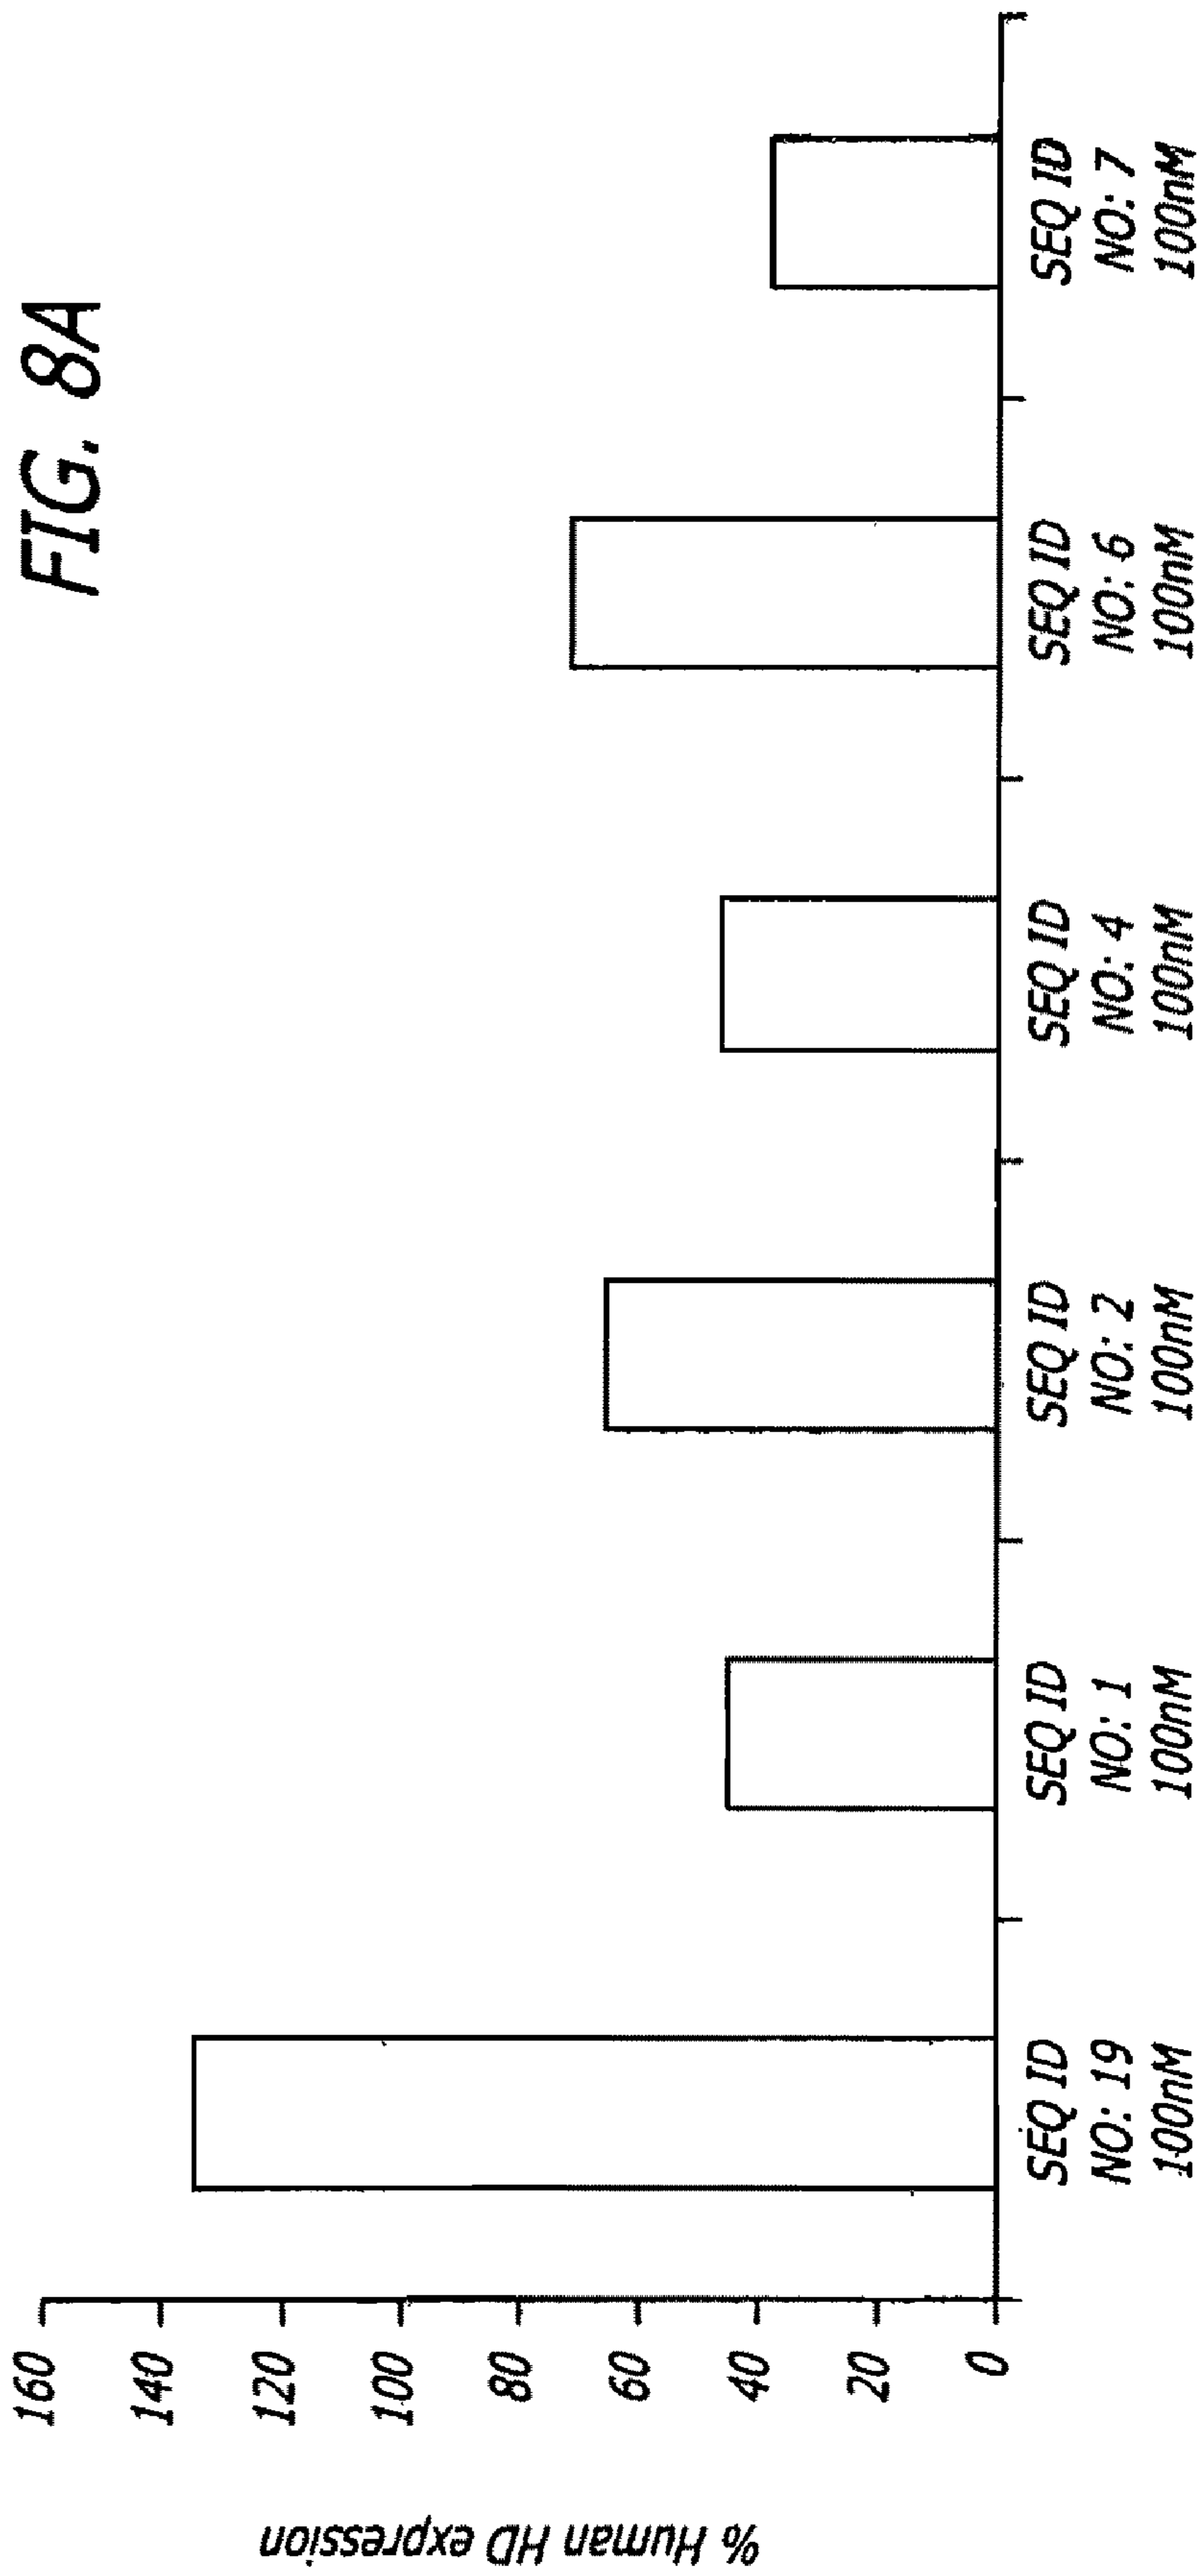 FIG. 8A
% Human HD expression
160
140
120
100
80
60
40
20
0
SEQ ID
NO: 19
100nM
SEQ ID
NO: 1
100nM
SEQ ID
NO: 2
100nM
SEQ ID
NO: 4
100nM
SEQ ID
NO: 6
100nM
SEQ ID
NO: 7
100nM